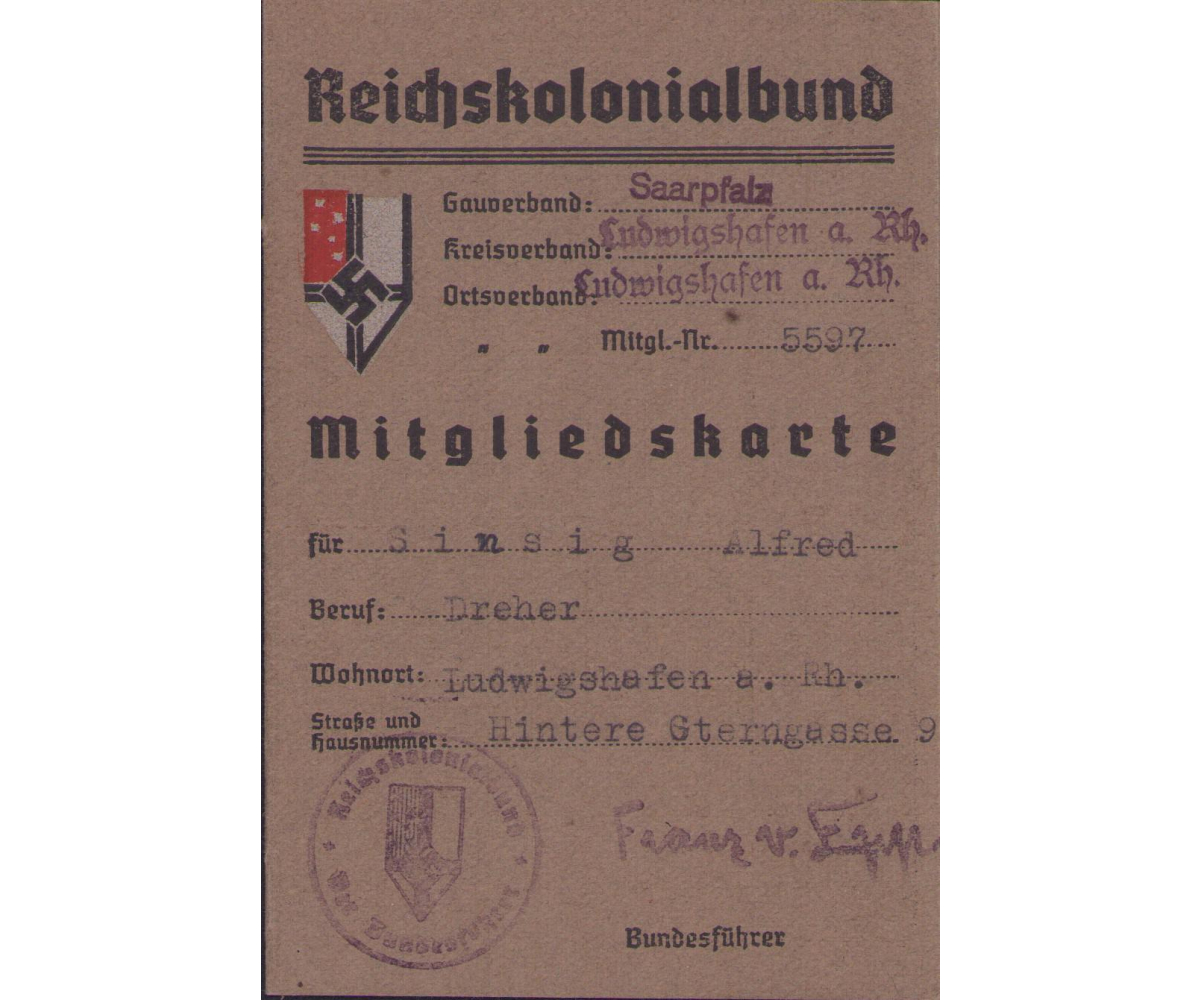 Reichskolonialbund
Gauverband: Saarpfalz
Kreisverband: Ludwigshafen a. Rh.
Ortsverband: Ludwigshafen a. Rh.
„ „ Mitgl.-Nr. 5597
Mitgliedskarte
für Sinsig Alfred
Beruf: Dreher
Wohnort: Ludwigshafen a. Rh.
Straße und
Hausnummer: Hintere Gterngasse 9
Reichskolonialbund
Der Bundesführer
Franz v. Epp.
Bundesführer